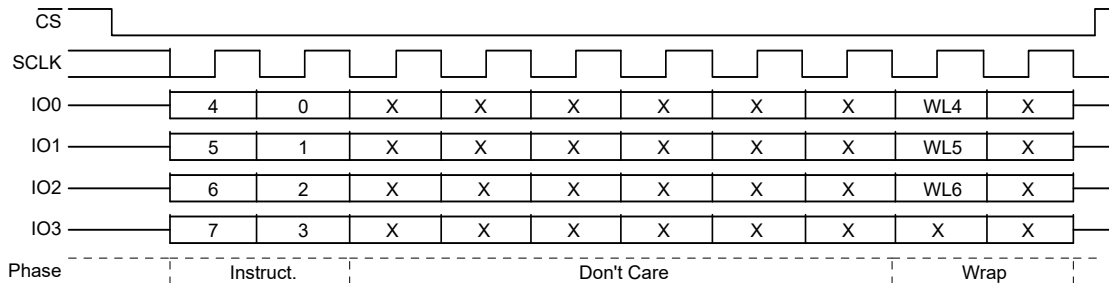 CS
SCLK
IO0 4 0 X X X X X X WL4 X
IO1 5 1 X X X X X X WL5 X
IO2 6 2 X X X X X X WL6 X
IO3 7 3 X X X X X X X X
Phase Instruct. Don't Care Wrap